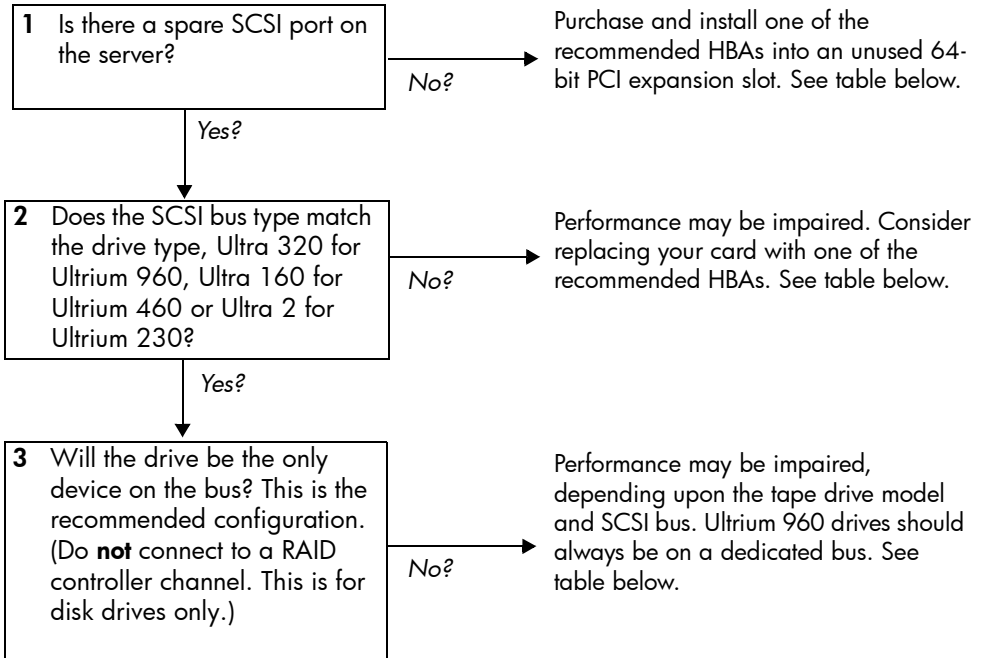 1 Is there a spare SCSI port on
the server?
No?
Purchase and install one of the
recommended HBAs into an unused 64-
bit PCI expansion slot. See table below.
Yes?
2 Does the SCSI bus type match
the drive type, Ultra 320 for
Ultrium 960, Ultra 160 for
Ultrium 460 or Ultra 2 for
Ultrium 230?
No?
Performance may be impaired. Consider
replacing your card with one of the
recommended HBAs. See table below.
Yes?
3 Will the drive be the only
device on the bus? This is the
recommended configuration.
(Do not connect to a RAID
controller channel. This is for
disk drives only.)
No?
Performance may be impaired,
depending upon the tape drive model
and SCSI bus. Ultrium 960 drives should
always be on a dedicated bus. See
table below.